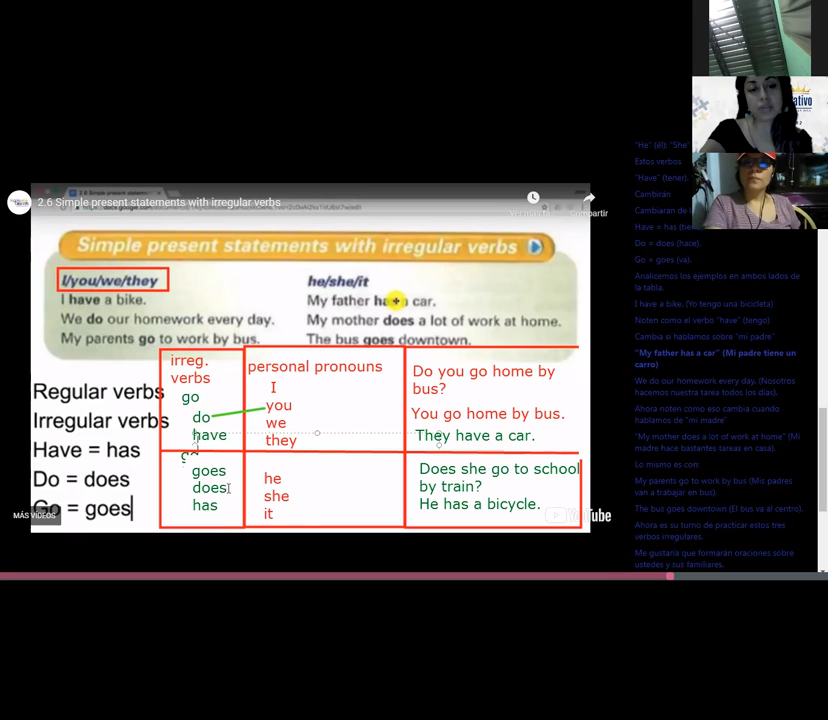 2.6 Simple present statements with irregular verbs
Compartir
Simple present statements with irregular verbs
I/you/we/they
I have a bike.
We do our homework every day.
My parents go to work by bus.
he/she/it
My father car.
My mother does a lot of work at home.
The bus goes downtown.
Regular verbs
Irregular verbs
Have = has
Do = does
Go = goes
MÁS VIDEOS
irreg.
verbs
go
do
have
personal pronouns
I
you
we
they
Do you go home by
bus?
You go home by bus.
They have a car.
goes
does
has
he
she
it
Does she go to school
by train?
He has a bicycle.
YouTube
ativo
"He" (él); "She"
Estos verbos
"Have" (tener).
Cambirán
Cambiaran de
Have = has
Do = does (hace).
Go = goes (va).
Analicemos los ejemplos en ambos lados de
la tabla.
I have a bike. (Yo tengo una bicicleta)
Noten como el verbo "have" (tengo)
Cambia si hablamos sobre "mi padre"
"My father has a car" (Mi padre tiene un
carro)
We do our homework every day. (Nosotros
hacemos nuestra tarea todos los días).
Ahora noten como eso cambia cuando
hablamos de "mi madre"
"My mother does a lot of work at home" (Mi
madre hace bastantes tareas en casa).
Lo mismo es con:
My parents go to work by bus (Mis padres
van a trabajar en bus).
The bus goes downtown (El bus va al centro).
Ahora es su turno de practicar estos tres
verbos irregulares.
Me gustaría que formarán oraciones sobre
ustedes y sus familiares.